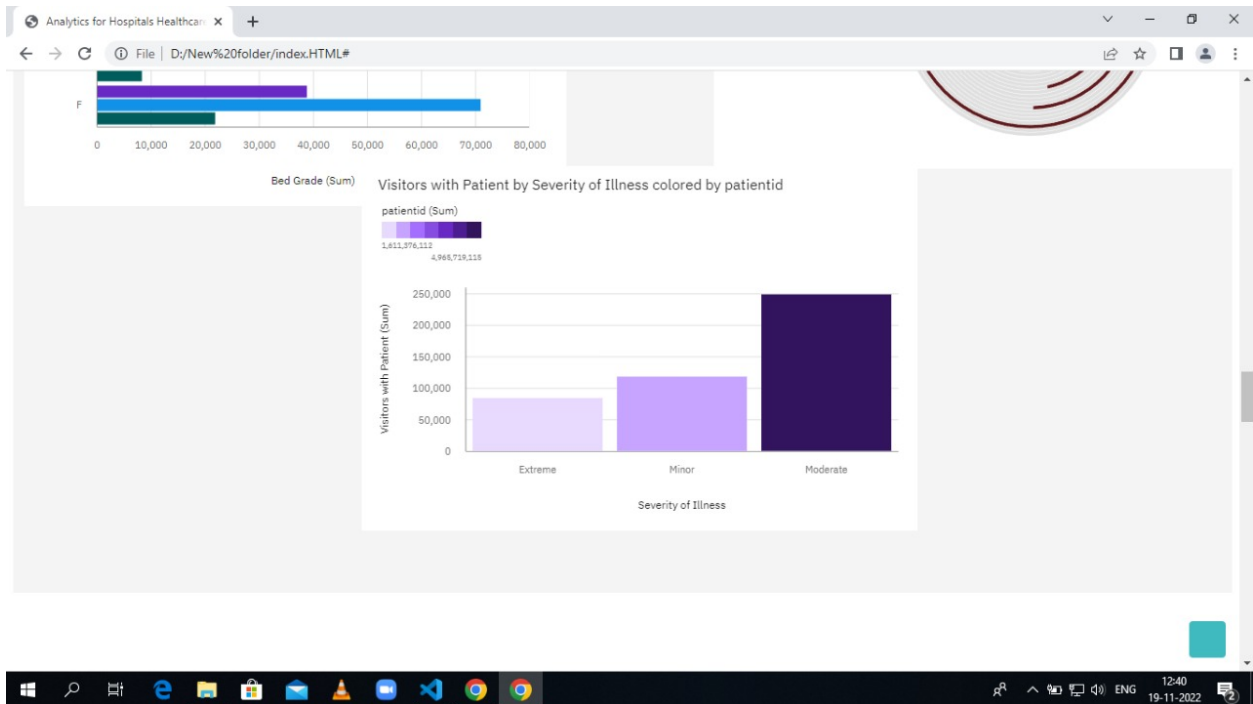 Analytics for Hospitals Healthcar
File | D:/New%20folder/index.HTML#
F
0 10,000 20,000 30,000 40,000 50,000 60,000 70,000 80,000
Bed Grade (Sum)
Visitors with Patient by Severity of Illness colored by patientid
patientid (Sum)
1,611,376,112
4,968,719,115
250,000
200,000
150,000
100,000
50,000
0
Visitors with Patient (Sum)
Extreme Minor Moderate
Severity of Illness
ENG
12:40
19-11-2022
2